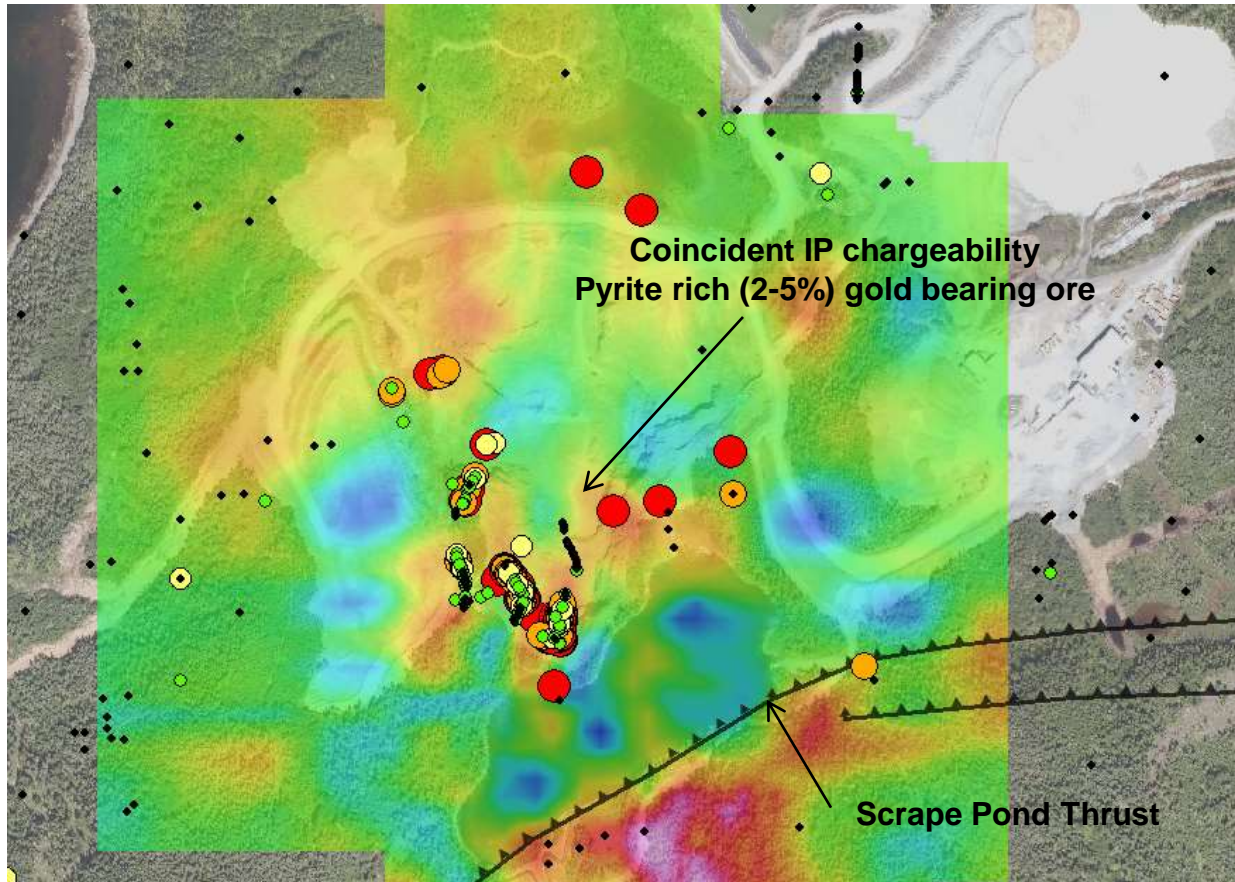 Coincident IP chargeability
Pyrite rich (2-5%) gold bearing ore
Scrape Pond Thrust